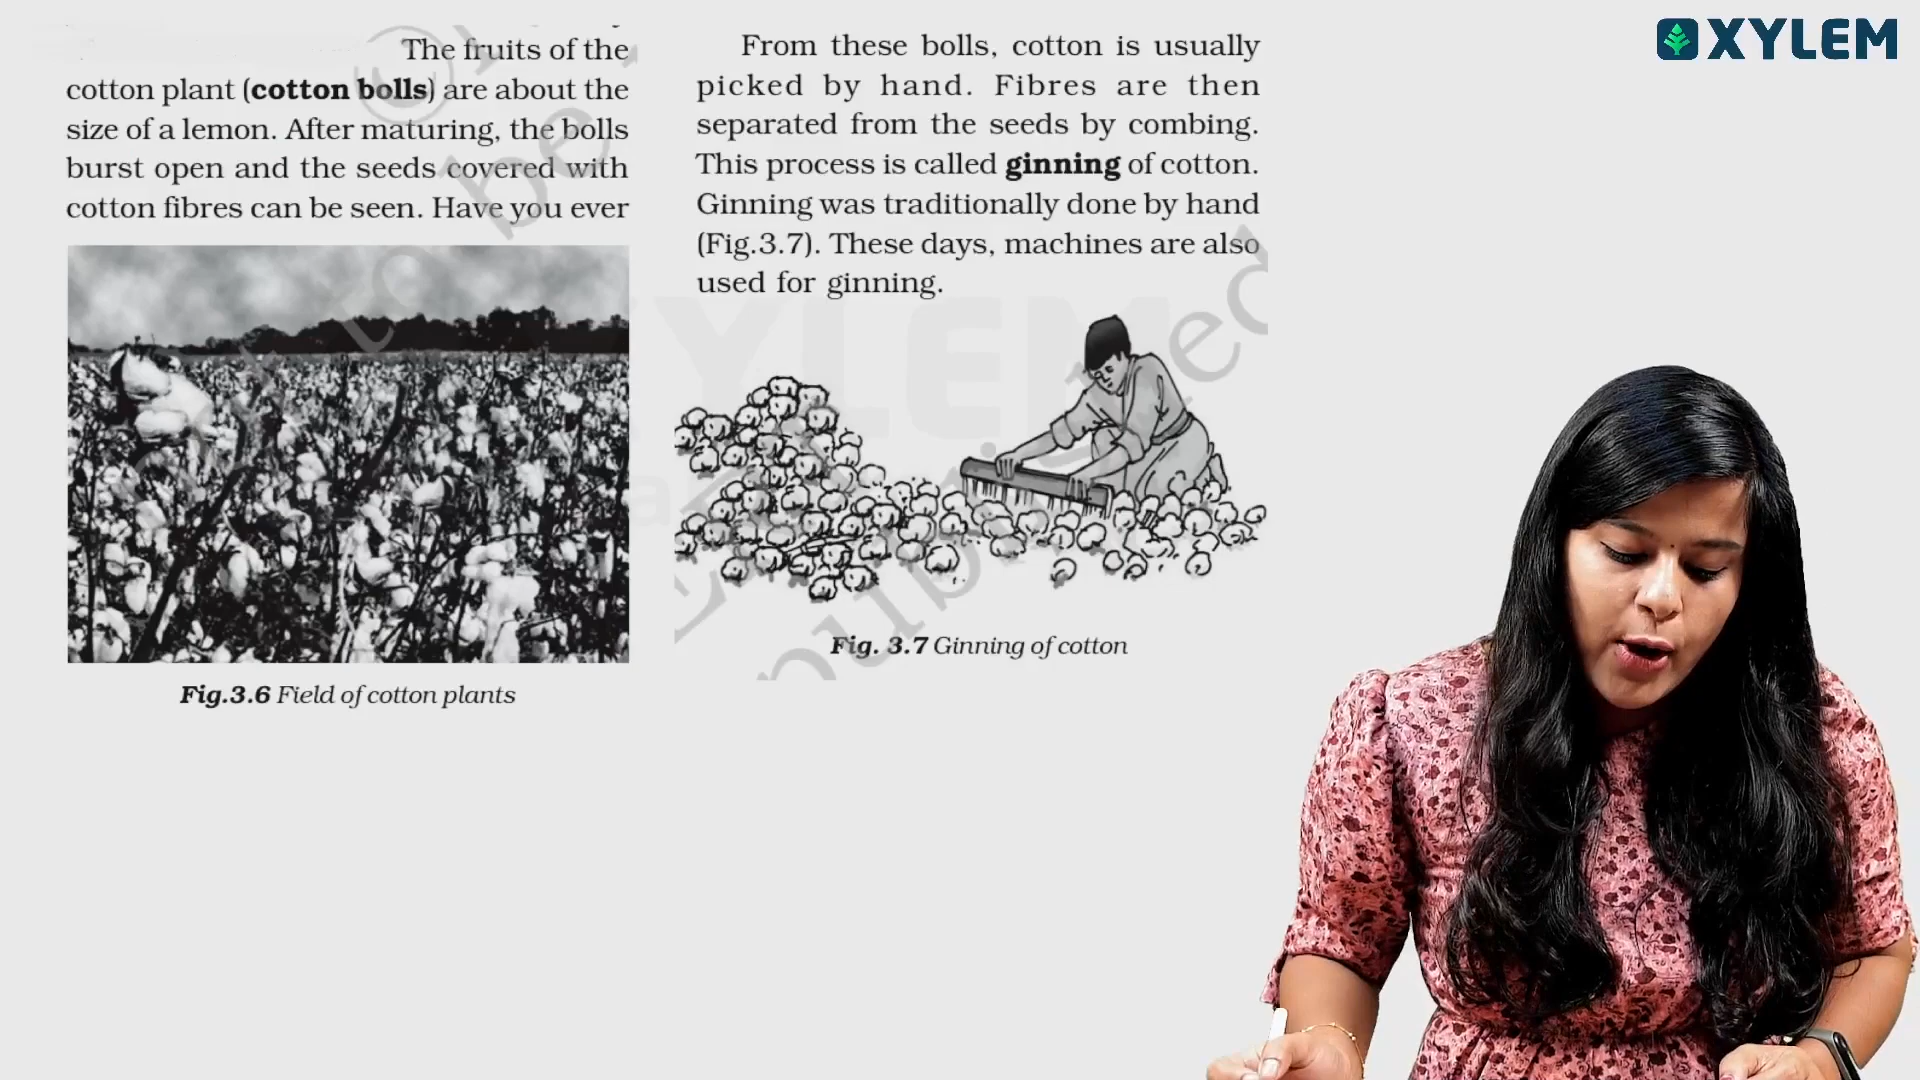 The fruits of the
cotton plant (cotton bolls) are about the
size of a lemon. After maturing, the bolls
burst open and the seeds covered with
cotton fibres can be seen. Have you ever
Fig.3.6 Field of cotton plants
From these bolls, cotton is usually
picked by hand. Fibres are then
separated from the seeds by combing.
This process is called ginning of cotton.
Ginning was traditionally done by hand
(Fig.3.7). These days, machines are also
used for ginning.
Fig. 3.7 Ginning of cotton
XYLEM
XYLEM
to be